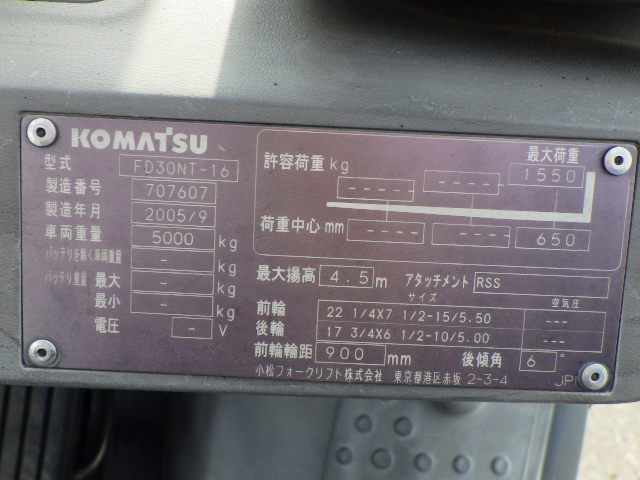 KOMATSU
型式 FD30NT-16
製造番号 707607
製造年月 2005/9
車両重量 5000 kg
バッテリを除く車両重量 - kg
バッテリ重量 最大 - kg
最小 - kg
電圧 - V
許容荷重 kg 最大荷重
----- ---- 1550
荷重中心 mm ---- ---- 650
最大揚高 4.5 m アタッチメント RSS
サイズ 空気圧
前輪 22 1/4X7 1/2-15/5.50 ---
後輪 17 3/4X6 1/2-10/5.00 ---
前輪輪距 900 mm 後傾角 6 °
小松フォークリフト株式会社 東京都港区赤坂 2-3-4 JPN